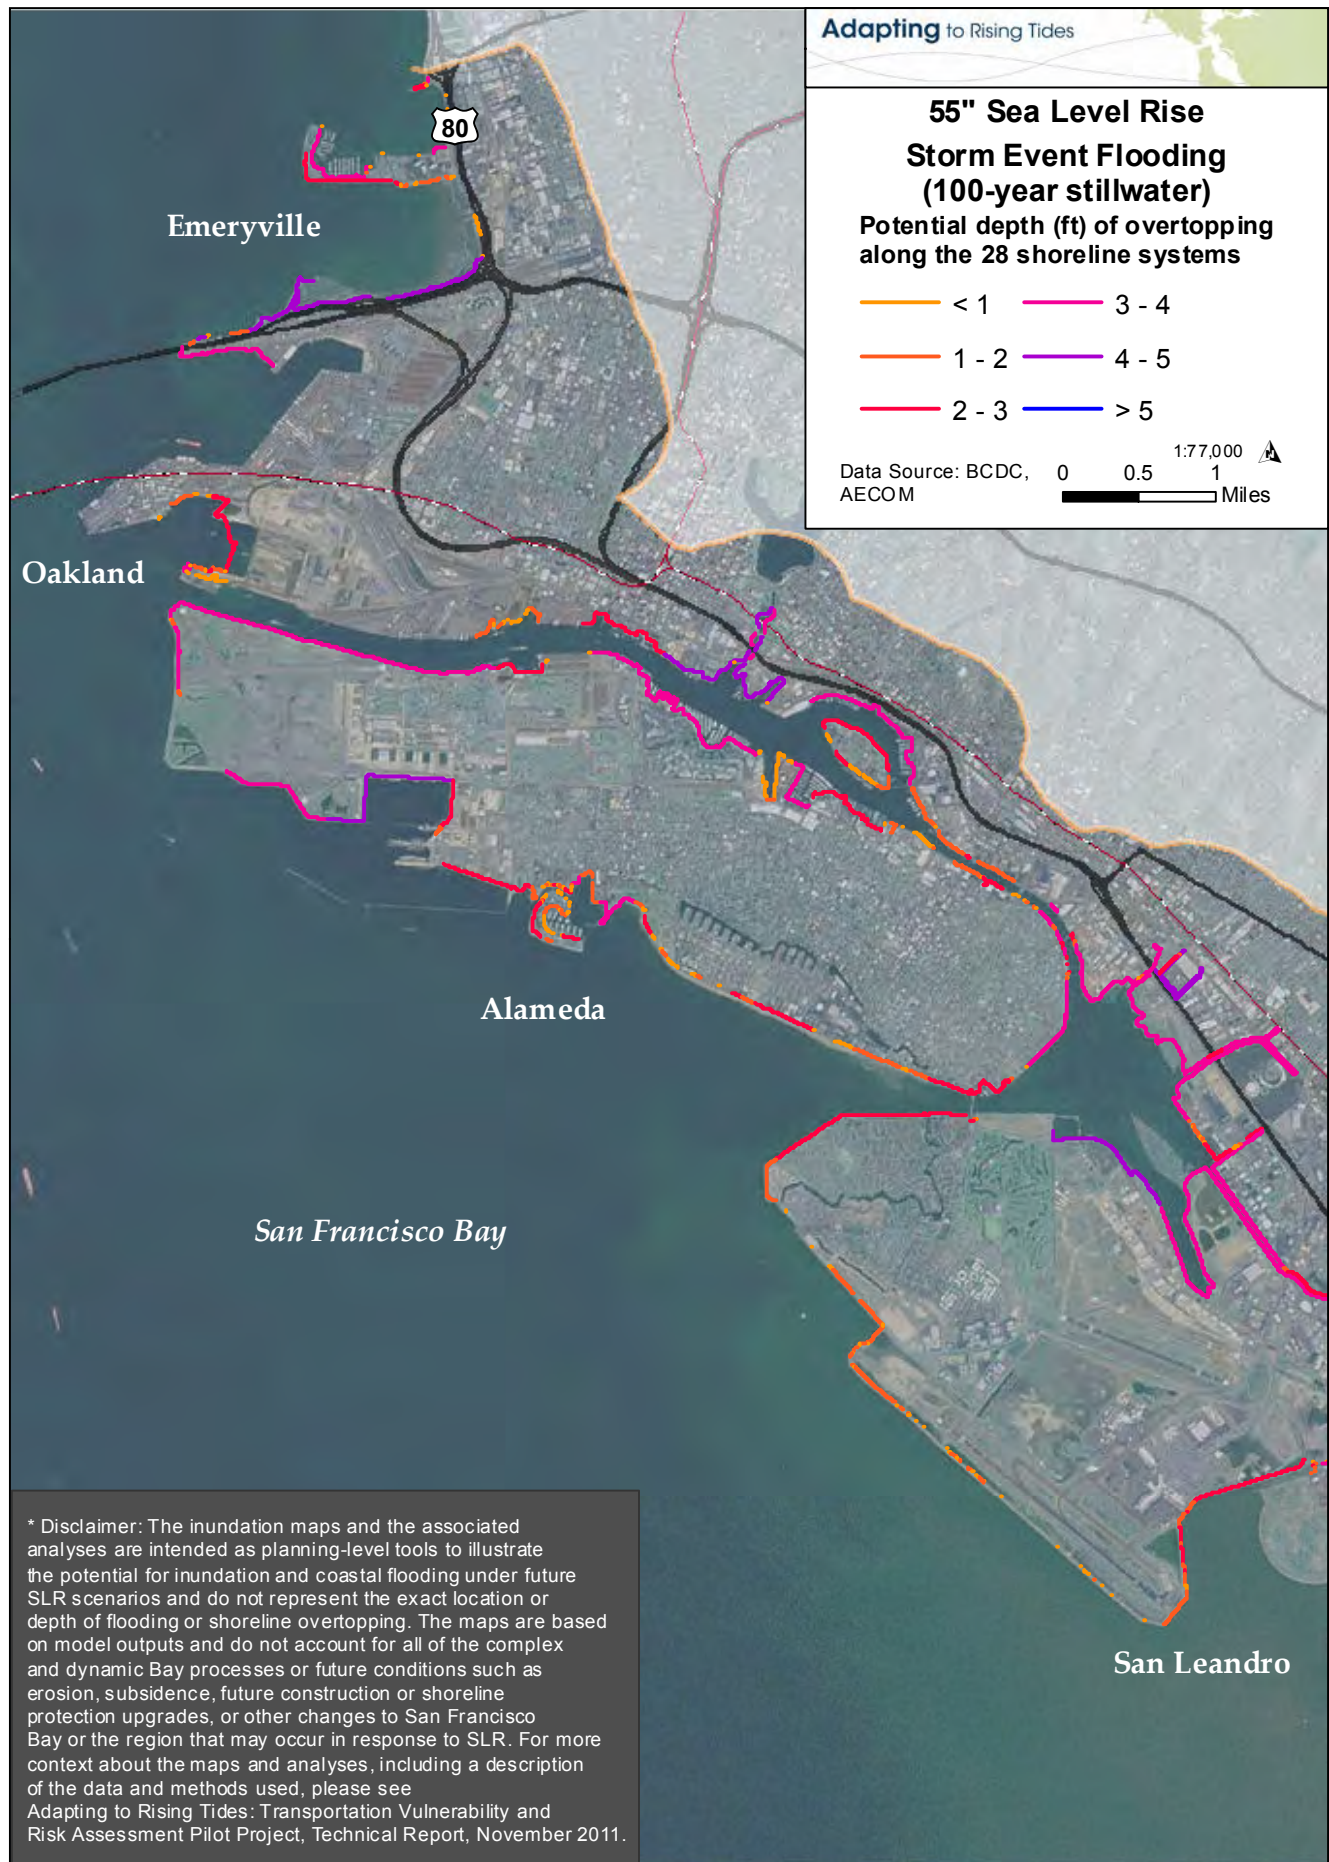 Adapting to Rising Tides
55" Sea Level Rise
Storm Event Flooding
(100-year stillwater)
Potential depth (ft) of overtopping
along the 28 shoreline systems
< 1 3 - 4
1 - 2 4 - 5
2 - 3 > 5
1:77,000
N
Data Source: BCDC,
AECOM
0 0.5 1
Miles
80
Emeryville
Oakland
Alameda
San Francisco Bay
San Leandro
* Disclaimer: The inundation maps and the associated
analyses are intended as planning-level tools to illustrate
the potential for inundation and coastal flooding under future
SLR scenarios and do not represent the exact location or
depth of flooding or shoreline overtopping. The maps are based
on model outputs and do not account for all of the complex
and dynamic Bay processes or future conditions such as
erosion, subsidence, future construction or shoreline
protection upgrades, or other changes to San Francisco
Bay or the region that may occur in response to SLR. For more
context about the maps and analyses, including a description
of the data and methods used, please see
Adapting to Rising Tides: Transportation Vulnerability and
Risk Assessment Pilot Project, Technical Report, November 2011.